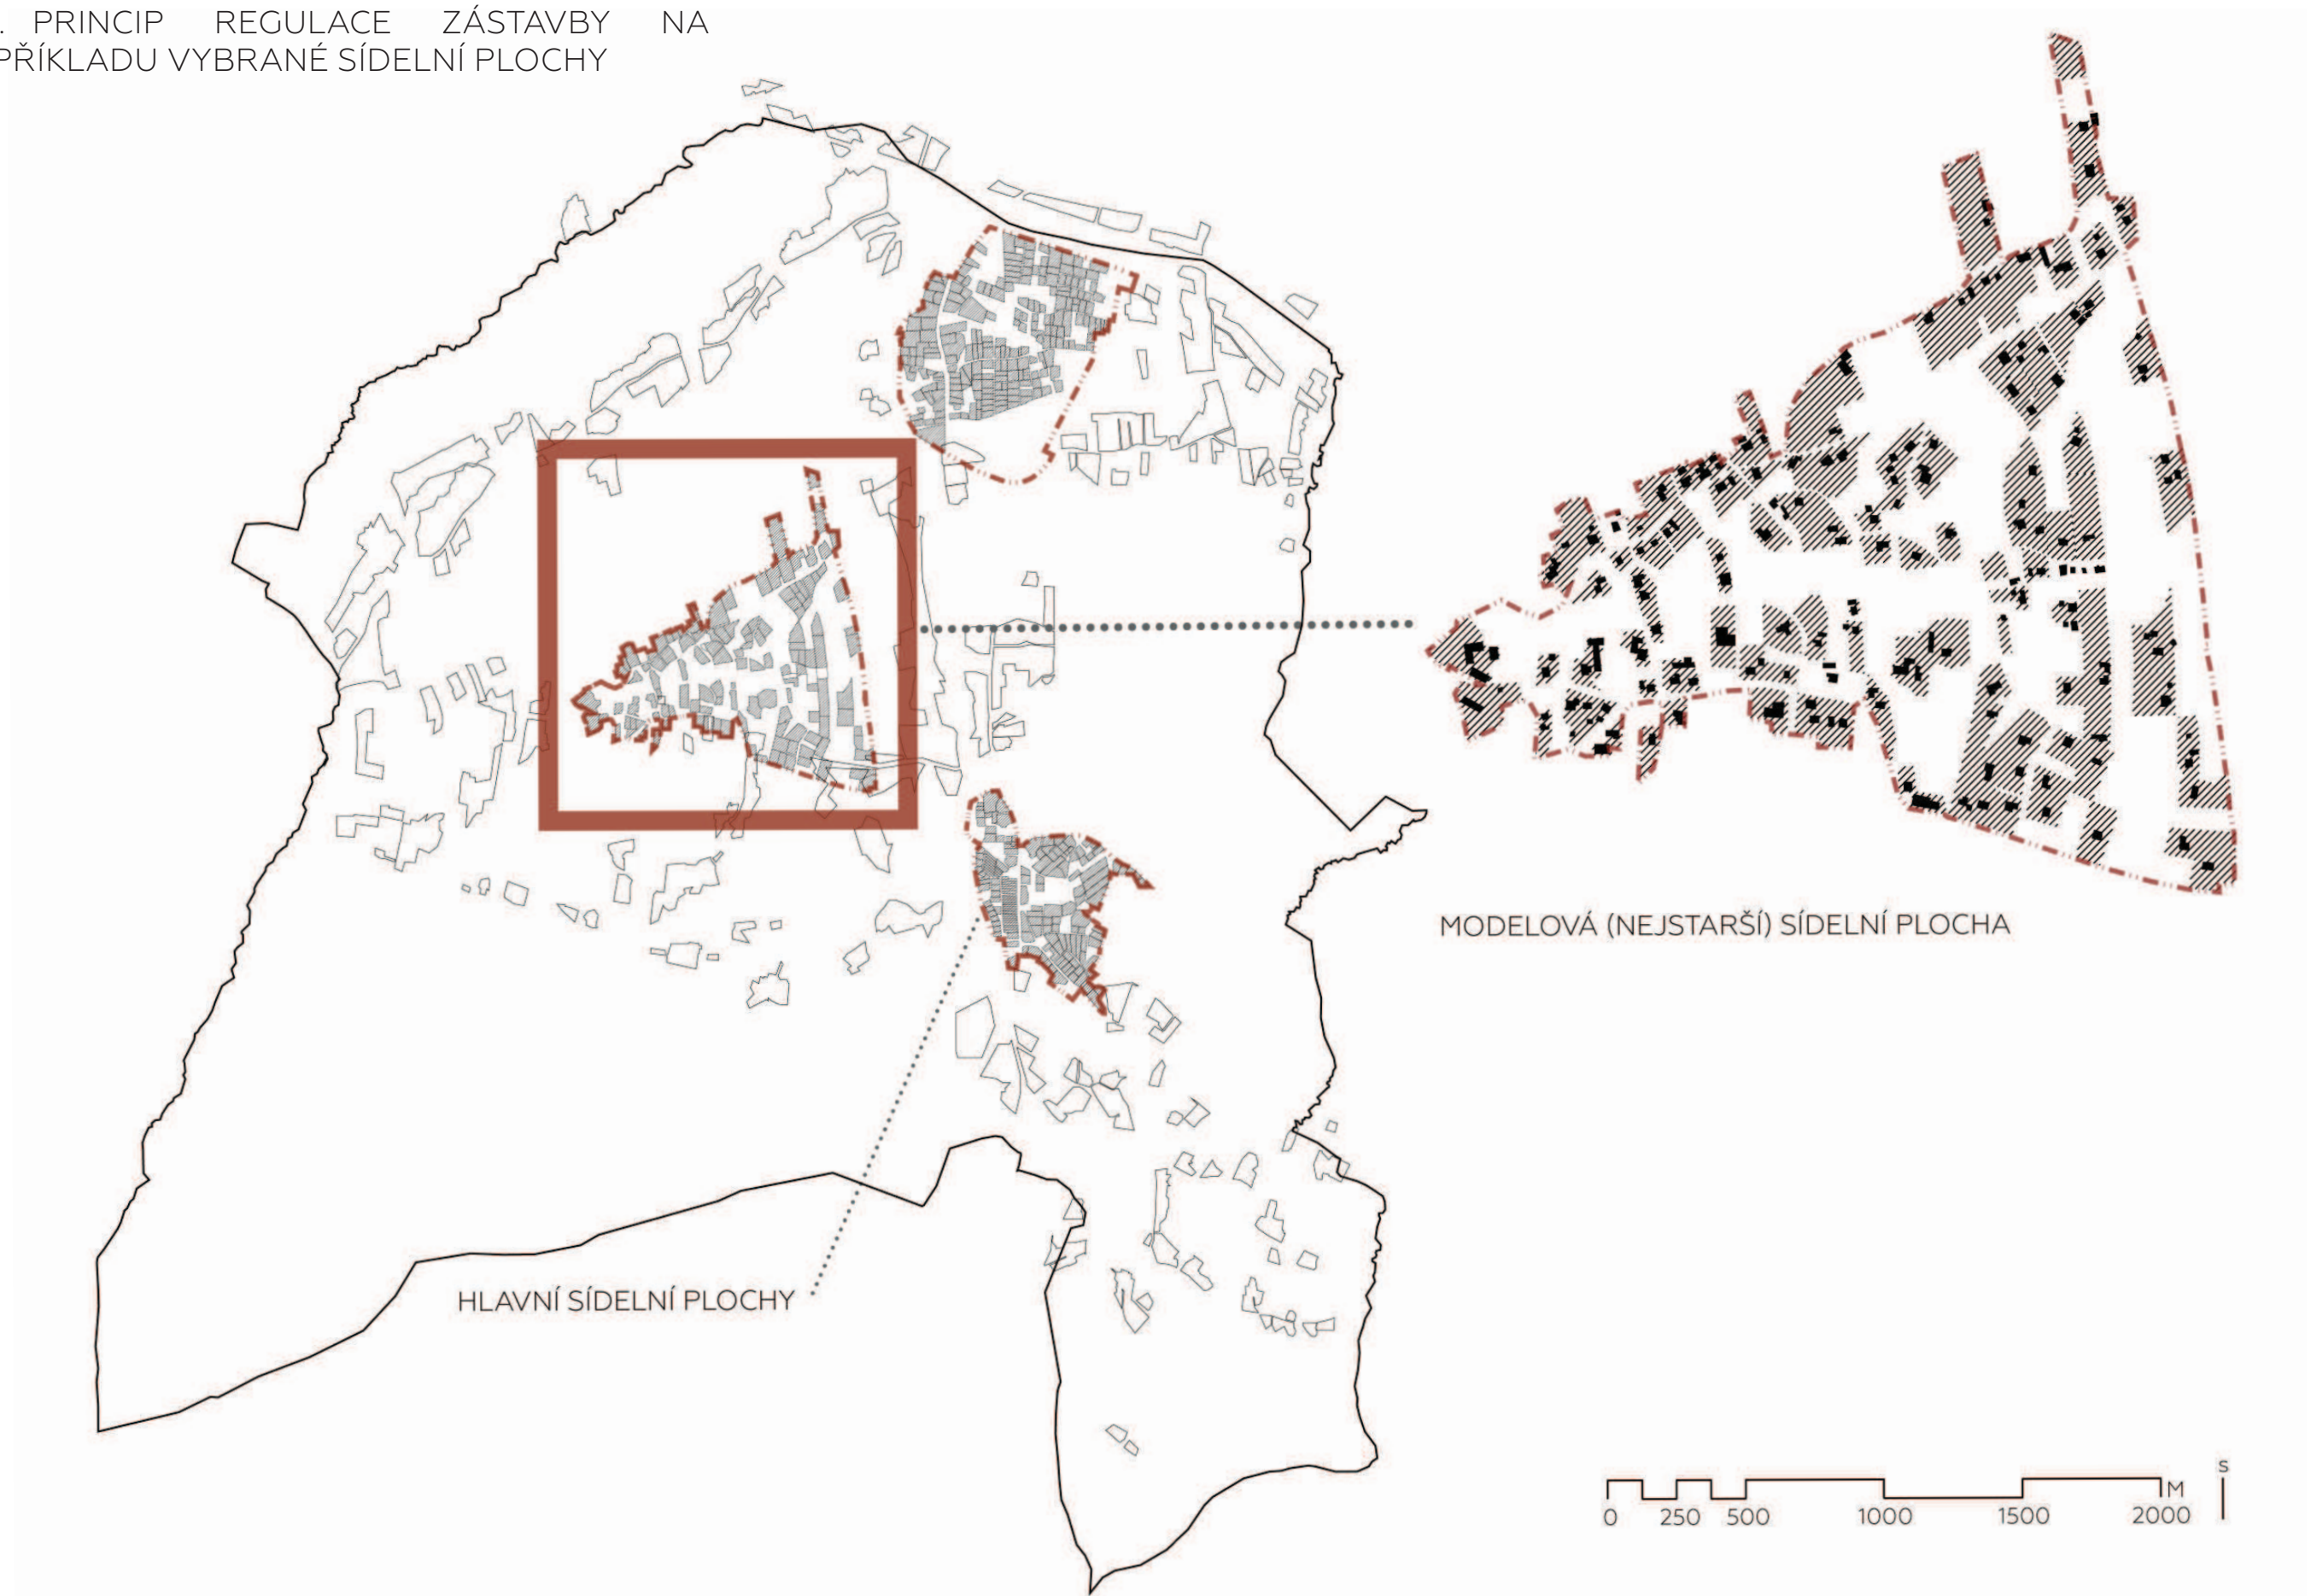 . PRINCIP REGULACE ZÁSTAVBY NA
PŘÍKLADU VYBRANÉ SÍDELNÍ PLOCHY
MODELOVÁ (NEJSTARŠÍ) SÍDELNÍ PLOCHA
HLAVNÍ SÍDELNÍ PLOCHY
S
M
0 250 500 1000 1500 2000